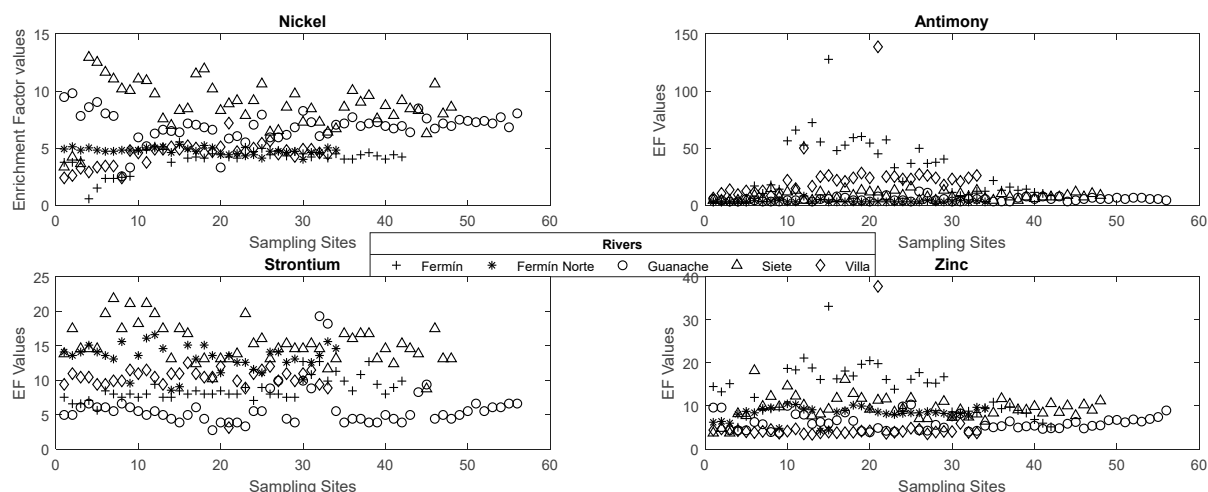 Nickel
15
10
5
0
Enrichment Factor values
0 10 20 30 40 50 60
Sampling Sites
Antimony
150
100
50
0
EF Values
0 10 20 30 40 50 60
Sampling Sites
Rivers
Fermín Fermín Norte Guanache Siete Villa
Strontium
25
20
15
10
5
0
EF Values
0 10 20 30 40 50 60
Sampling Sites
Zinc
40
30
20
10
0
EF Values
0 10 20 30 40 50 60
Sampling Sites